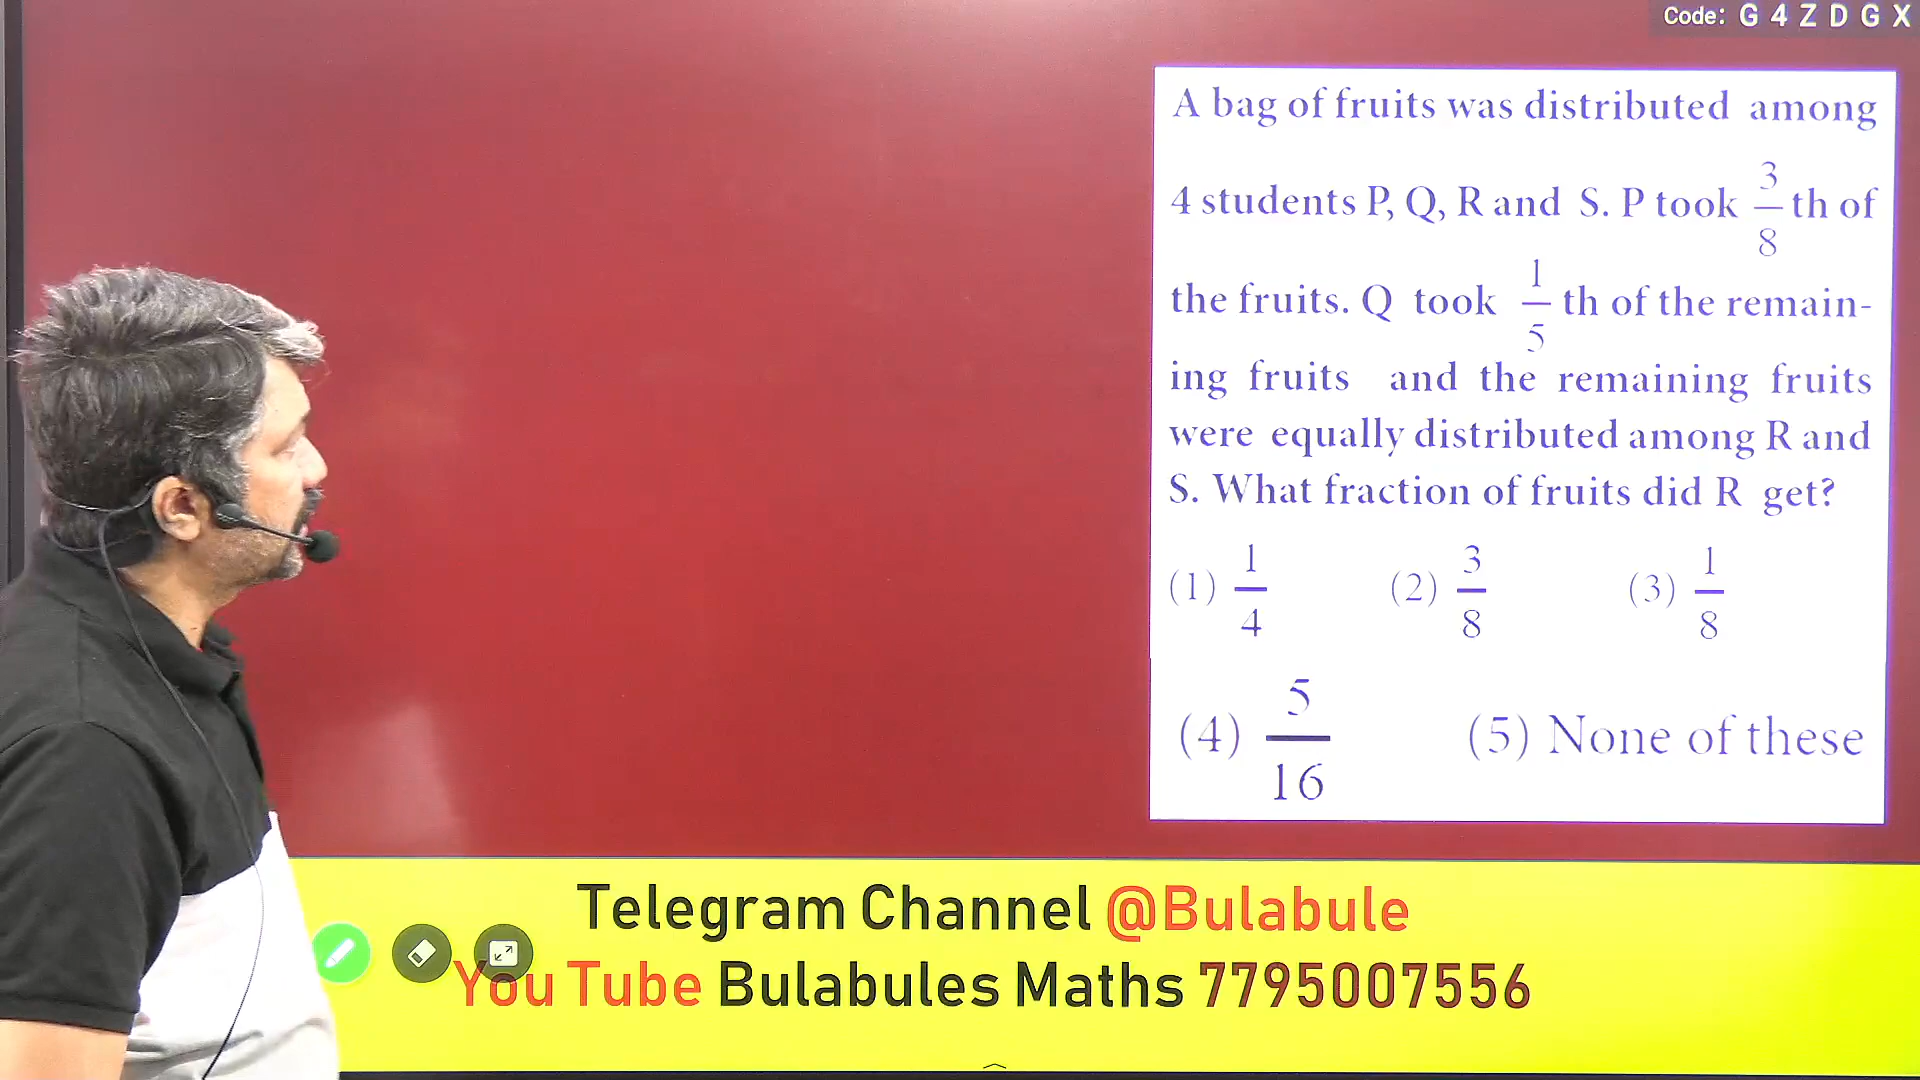 Code: G 4 Z D G X
A bag of fruits was distributed among
4 students P, Q, R and S. P took 3/8 th of
the fruits. Q took 1/5 th of the remain-
ing fruits and the remaining fruits
were equally distributed among R and
S. What fraction of fruits did R get?
(1) 1/4 (2) 3/8 (3) 1/8
(4) 5/16 (5) None of these
Telegram Channel @Bulabule
You Tube Bulabules Maths 7795007556